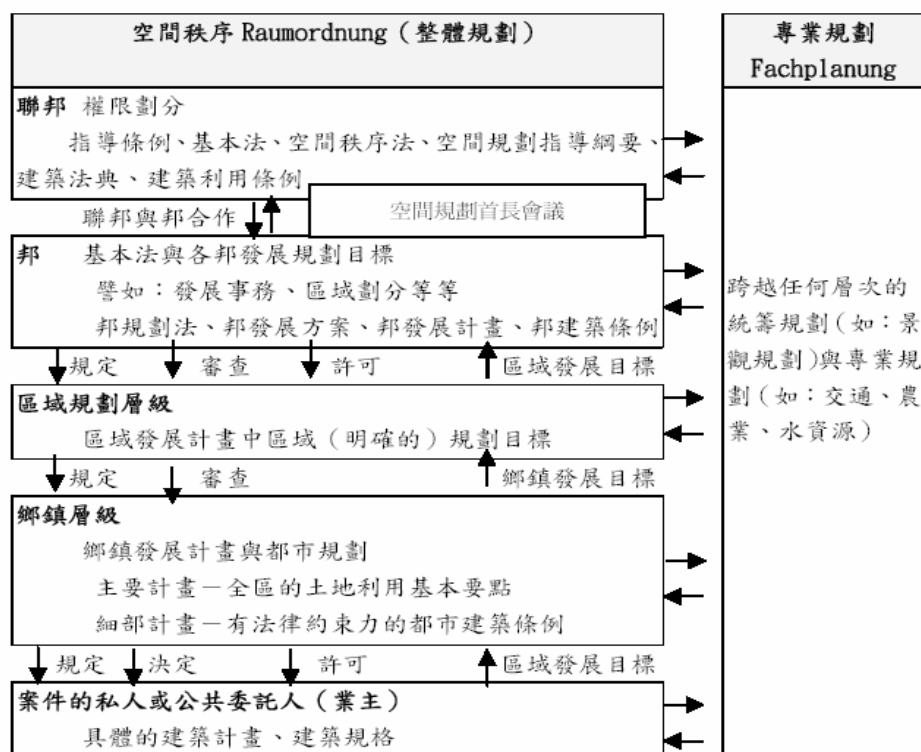 空間秩序 Raumordnung（整體規劃）
專業規劃
Fachplanung
聯邦 權限劃分
指導條例、基本法、空間秩序法、空間規劃指導綱要、
建築法典、建築利用條例
聯邦與邦合作
空間規劃首長會議
邦 基本法與各邦發展規劃目標
譬如：發展事務、區域劃分等等
邦規劃法、邦發展方案、邦發展計畫、邦建築條例
規定 審查 許可 區域發展目標
區域規劃層級
區域發展計畫中區域（明確的）規劃目標
規定 審查 鄉鎮發展目標
鄉鎮層級
鄉鎮發展計畫與都市規劃
主要計畫－全區的土地利用基本要點
細部計畫－有法律約束力的都市建築條例
規定 決定 許可 區域發展目標
案件的私人或公共委託人（業主）
具體的建築計畫、建築規格
跨越任何層次的
統籌規劃(如：景
觀規劃)與專業規
劃(如：交通、農
業、水資源)